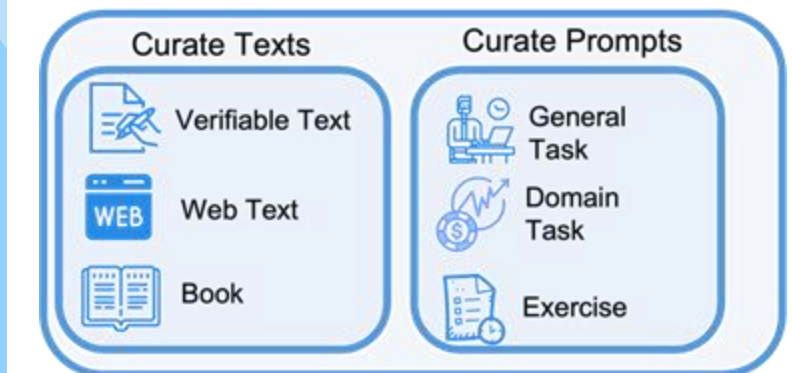 Curate Texts
Verifiable Text
WEB
Web Text
Book
Curate Prompts
General
Task
$
Domain
Task
Exercise